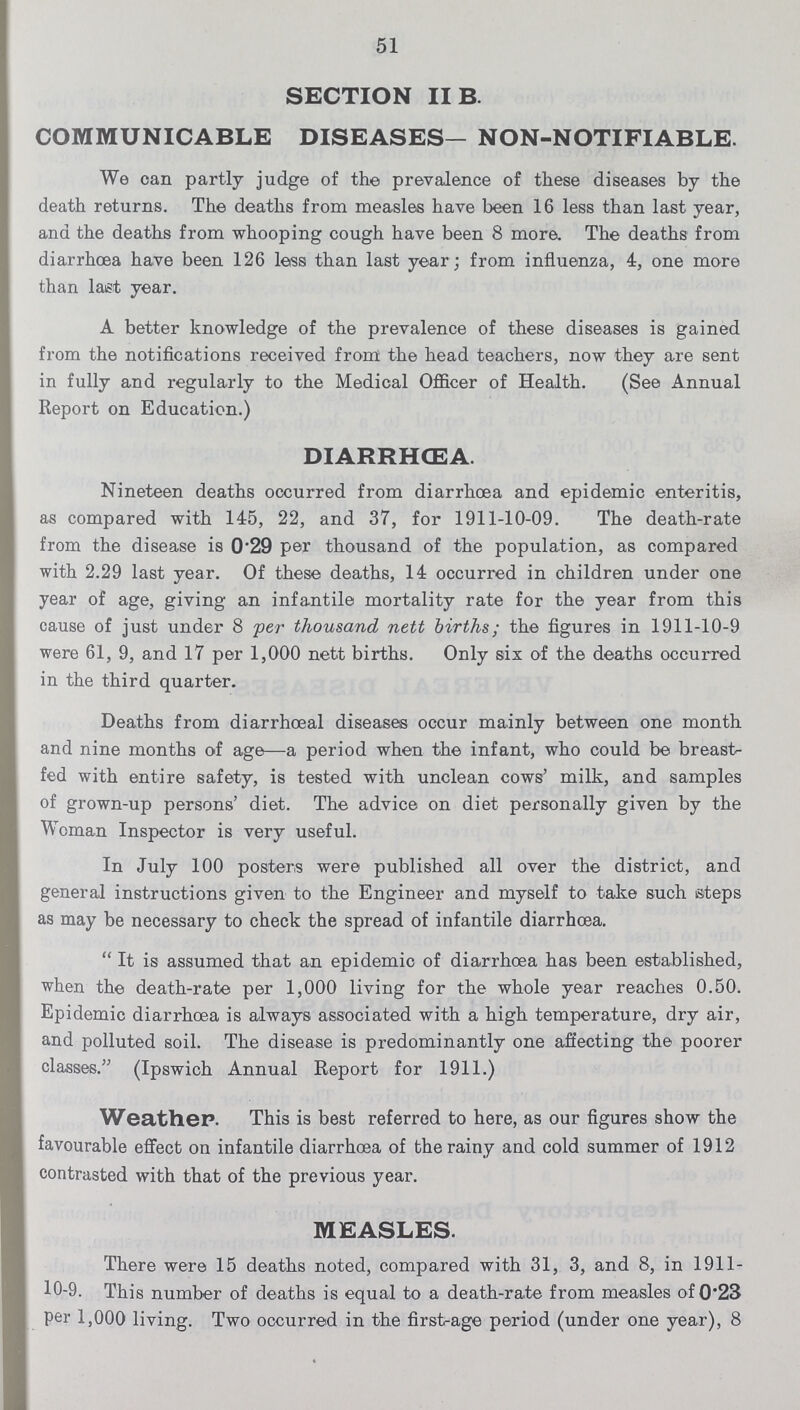 51
SECTION II B.
COMMUNICABLE DISEASES— NON-NOTIFIABLE.
We can partly judge of the prevalence of these diseases by the
death returns. The deaths from measles have been 16 less than last year,
and the deaths from whooping cough have been 8 more. The deaths from
diarrhœa have been 126 less than last year; from influenza, 4, one more
than last year.
A better knowledge of the prevalence of these diseases is gained
from the notifications received from the head teachers, now they are sent
in fully and regularly to the Medical Officer of Health. (See Annual
Report on Education.)
DIARRHŒA.
Nineteen deaths occurred from diarrhœa and epidemic enteritis,
as compared with 145, 22, and 37, for 1911-10-09. The death-rate
from the disease is 0·29 per thousand of the population, as compared
with 2.29 last year. Of these deaths, 14 occurred in children under one
year of age, giving an infantile mortality rate for the year from this
cause of just under 8 per thousand nett births; the figures in 1911-10-9
were 61, 9, and 17 per 1,000 nett births. Only six of the deaths occurred
in the third quarter.
Deaths from diarrhœal diseases occur mainly between one month
and nine months of age—a period when the infant, who could be breast-
fed with entire safety, is tested with unclean cows' milk, and samples
of grown-up persons' diet. The advice on diet personally given by the
Woman Inspector is very useful.
In July 100 posters were published all over the district, and
general instructions given to the Engineer and myself to take such steps
as may be necessary to check the spread of infantile diarrhœa.
" It is assumed that an epidemic of diarrhœa has been established,
when the death-rate per 1,000 living for the whole year reaches 0.50.
Epidemic diarrhœa is always associated with a high temperature, dry air,
and polluted soil. The disease is predominantly one affecting the poorer
classes." (Ipswich Annual Report for 1911.)
Weather. This is best referred to here, as our figures show the
favourable effect on infantile diarrhœa of the rainy and cold summer of 1912
contrasted with that of the previous year.
MEASLES.
There were 15 deaths noted, compared with 31, 3, and 8, in 1911-
10-9. This number of deaths is equal to a death-rate from measles of 0·23
per 1,000 living. Two occurred in the first-age period (under one year), 8